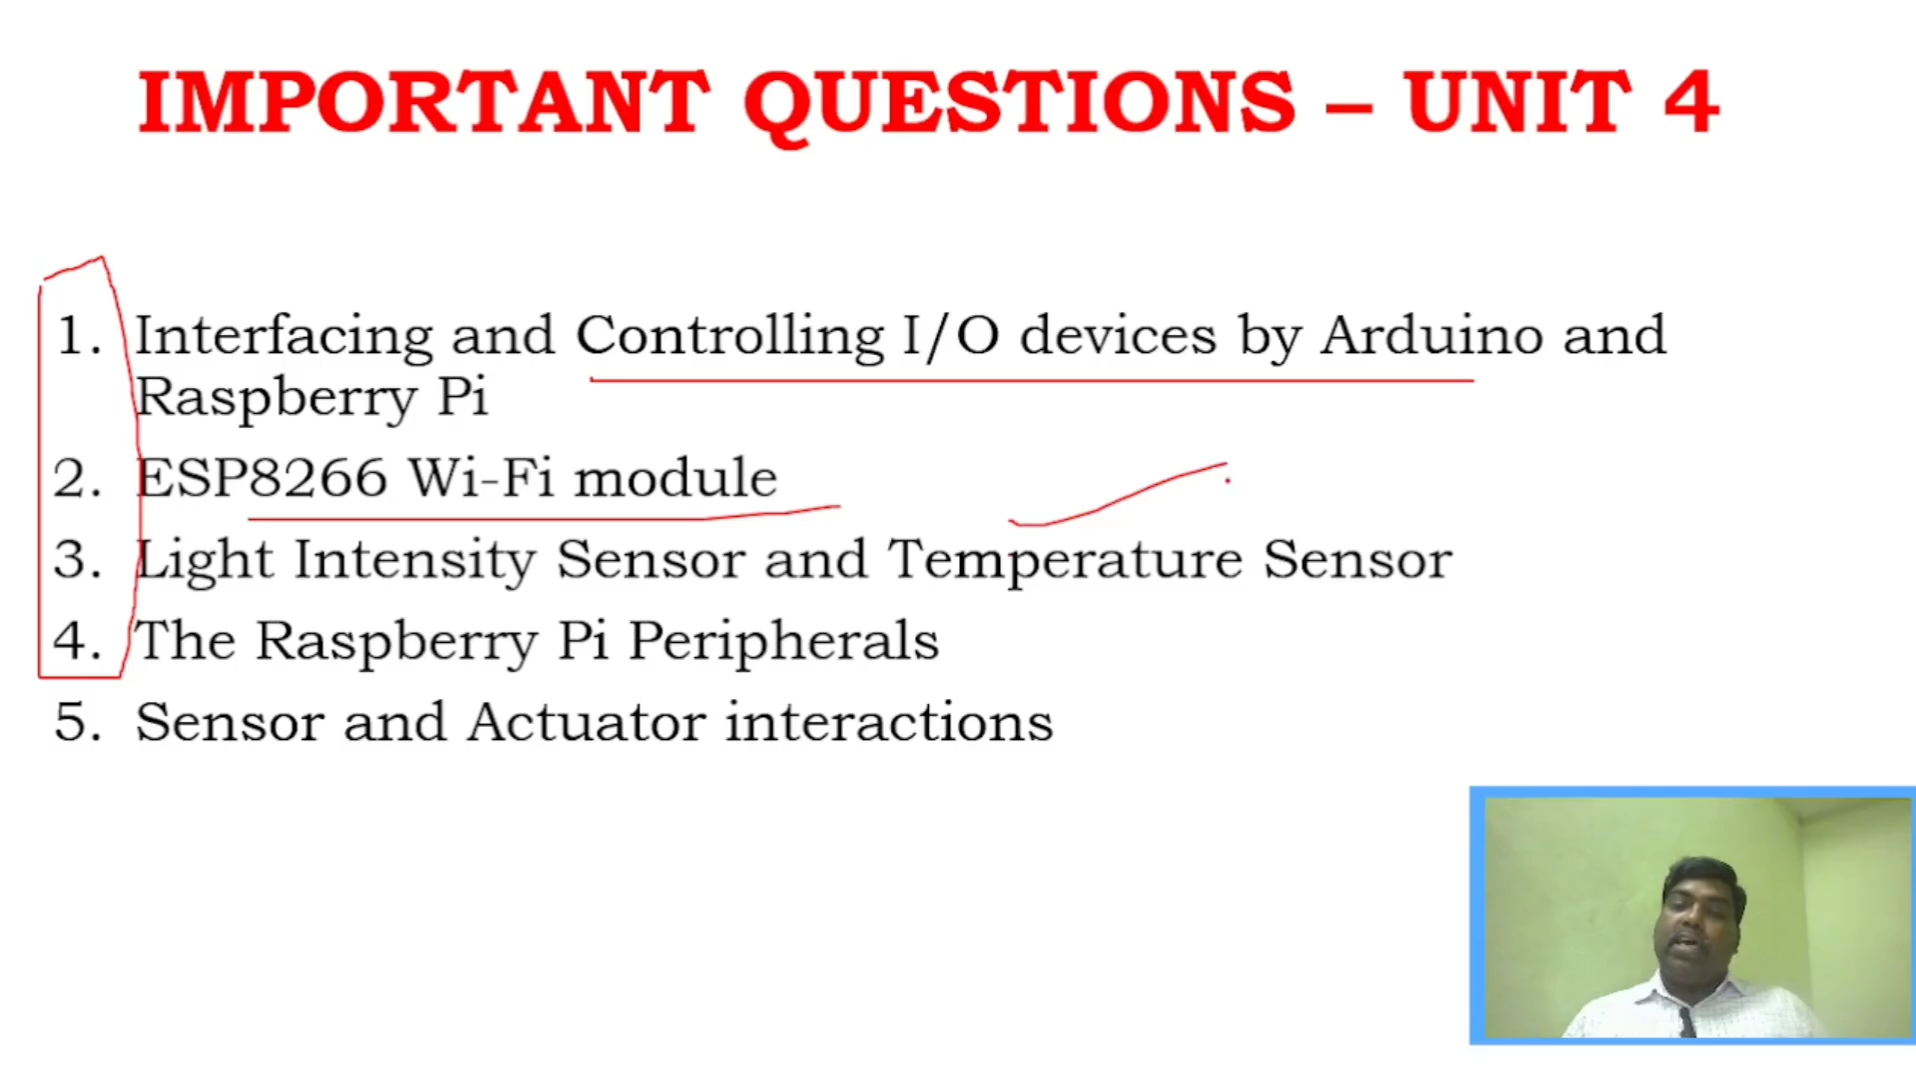 IMPORTANT QUESTIONS – UNIT 4
1. Interfacing and Controlling I/O devices by Arduino and
Raspberry Pi
2. ESP8266 Wi-Fi module
3. Light Intensity Sensor and Temperature Sensor
4. The Raspberry Pi Peripherals
5. Sensor and Actuator interactions